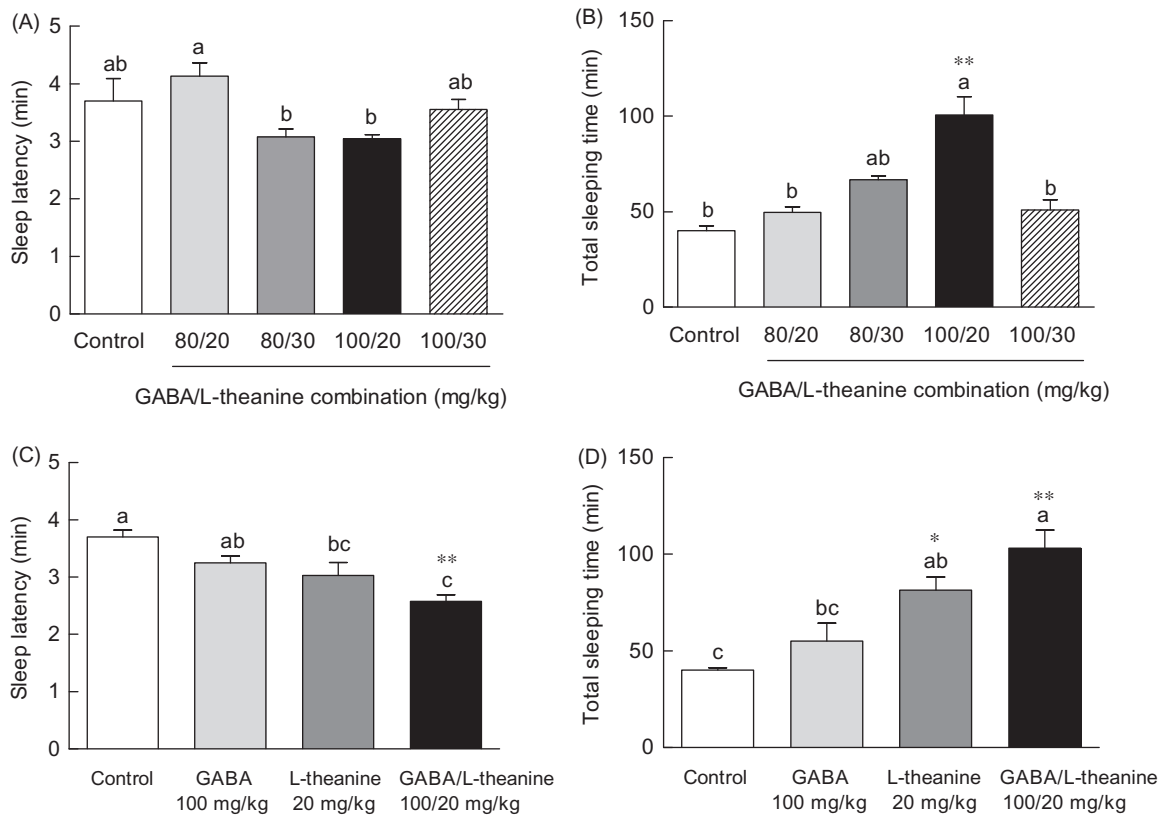 (A)
Sleep latency (min)
5
4
3
2
1
0
ab
a
b
b
ab
Control
80/20
80/30
100/20
100/30
GABA/L-theanine combination (mg/kg)
(B)
Total sleeping time (min)
150
100
50
0
b
b
ab
**
a
b
Control
80/20
80/30
100/20
100/30
GABA/L-theanine combination (mg/kg)
(C)
Sleep latency (min)
5
4
3
2
1
0
a
ab
bc
**
c
Control
GABA
100 mg/kg
L-theanine
20 mg/kg
GABA/L-theanine
100/20 mg/kg
(D)
Total sleeping time (min)
150
100
50
0
c
bc
*
ab
**
a
Control
GABA
100 mg/kg
L-theanine
20 mg/kg
GABA/L-theanine
100/20 mg/kg